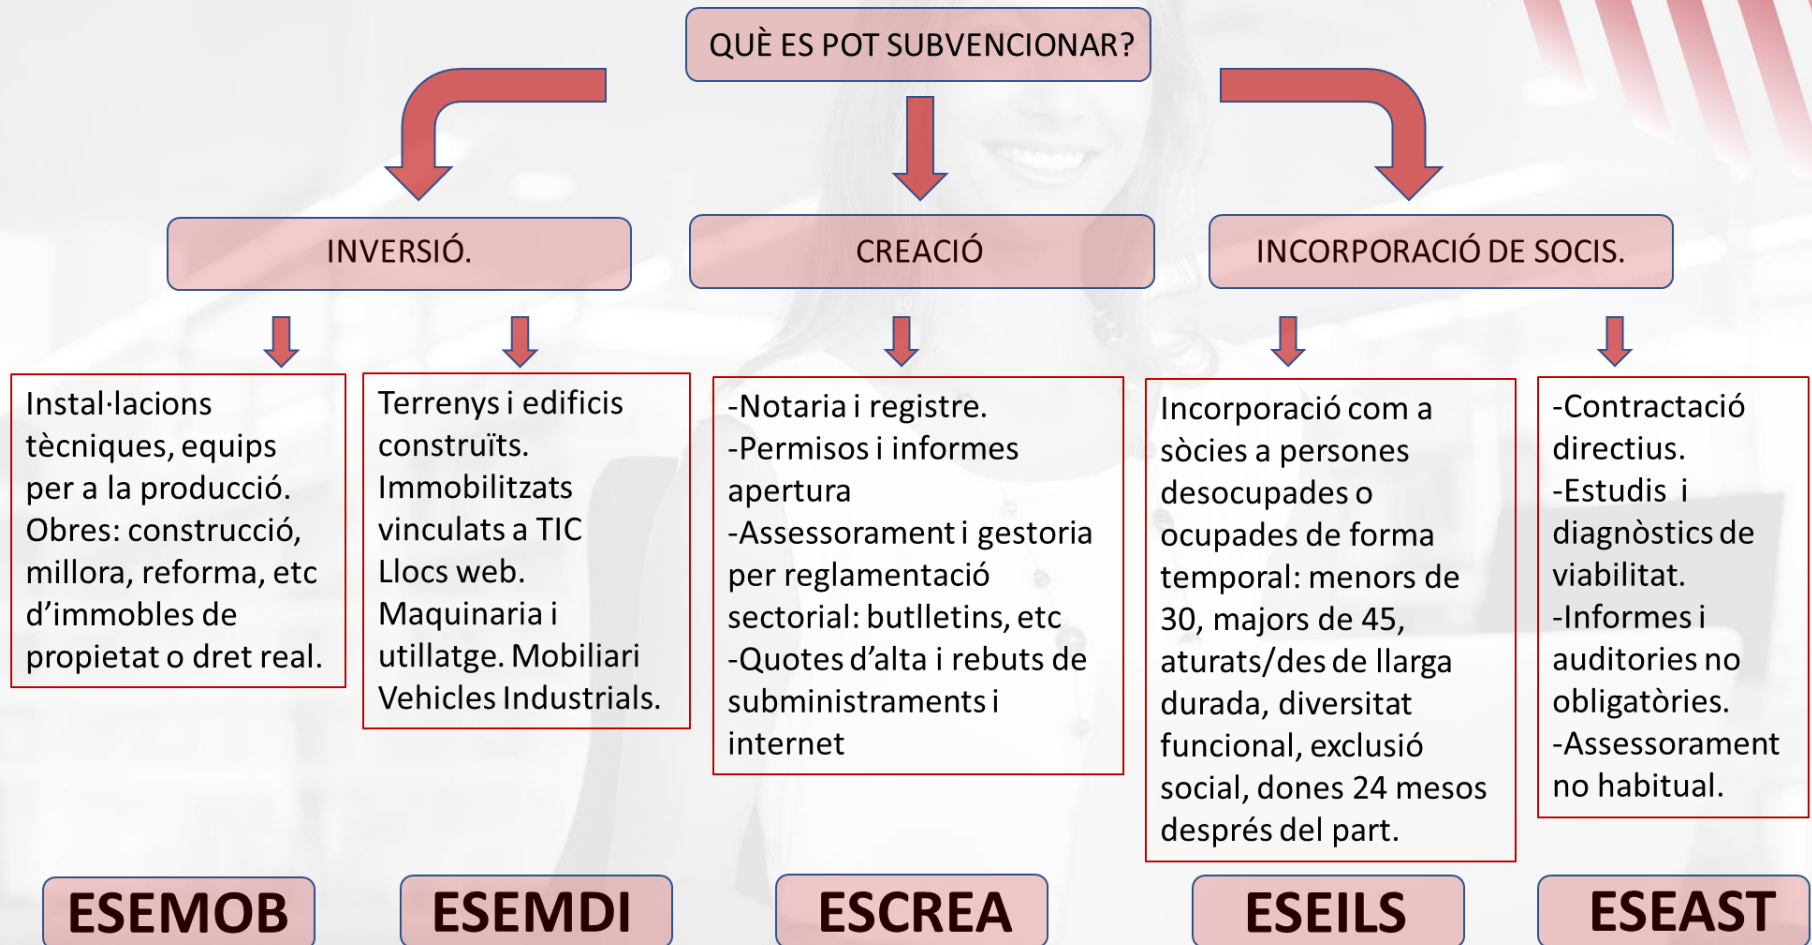 QUÈ ES POT SUBVENCIONAR?
INVERSIÓ.
CREACIÓ
INCORPORACIÓ DE SOCIS.
Instal·lacions
tècniques, equips
per a la producció.
Obres: construcció,
millora, reforma, etc
d'immobles de
propietat o dret real.
Terrenys i edificis
construïts.
Immobilitzats
vinculats a TIC
Llocs web.
Maquinaria i
utillatge. Mobiliari
Vehicles Industrials.
-Notaria i registre.
-Permisos i informes
apertura
-Assessorament i gestoria
per reglamentació
sectorial: butlletins, etc
-Quotes d'alta i rebuts de
subministraments i
internet
Incorporació com a
sòcies a persones
desocupades o
ocupades de forma
temporal: menors de
30, majors de 45,
aturats/des de llarga
durada, diversitat
funcional, exclusió
social, dones 24 mesos
després del part.
-Contractació
directius.
-Estudis i
diagnòstics de
viabilitat.
-Informes i
auditories no
obligatòries.
-Assessorament
no habitual.
ESEMOB
ESEMDI
ESCREA
ESEILS
ESEAST